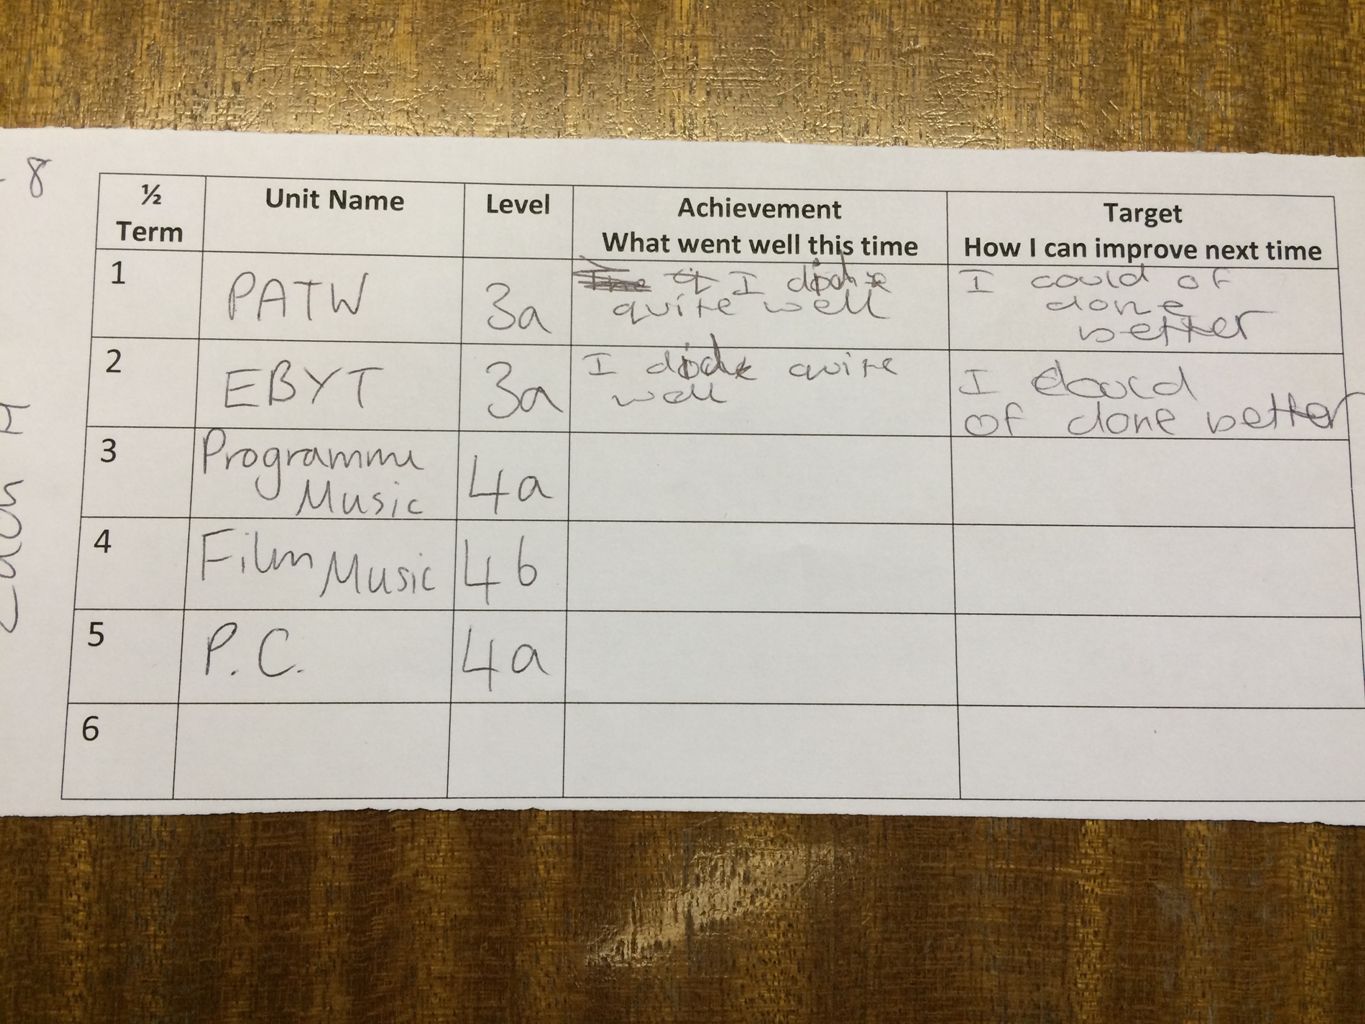 - 8
½ Term
Unit Name
Level
Achievement
What went well this time
Target
How I can improve next time
1
PATW
3a
I did
quite well
I could of
done
better
2
EBYT
3a
I did quite
well
I could
of done better
3
Programme
Music
4a
4
Film Music
4b
5
P.C.
4a
6